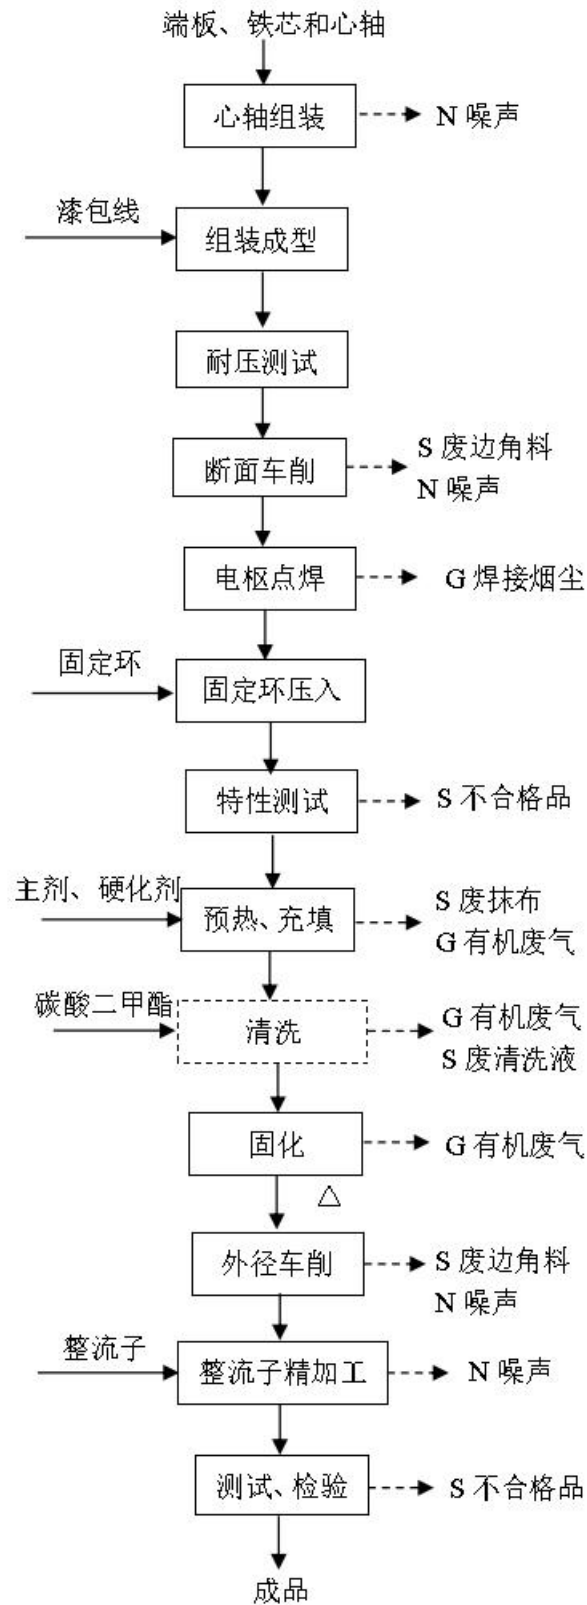 端板、铁芯和心轴
心轴组装
N 噪声
漆包线
组装成型
耐压测试
断面车削
S 废边角料
N 噪声
电枢点焊
G 焊接烟尘
固定环
固定环压入
特性测试
S 不合格品
主剂、硬化剂
预热、充填
S 废抹布
G 有机废气
碳酸二甲酯
清洗
G 有机废气
S 废清洗液
固化
G 有机废气
△
外径车削
S 废边角料
N 噪声
整流子
整流子精加工
N 噪声
测试、检验
S 不合格品
成品